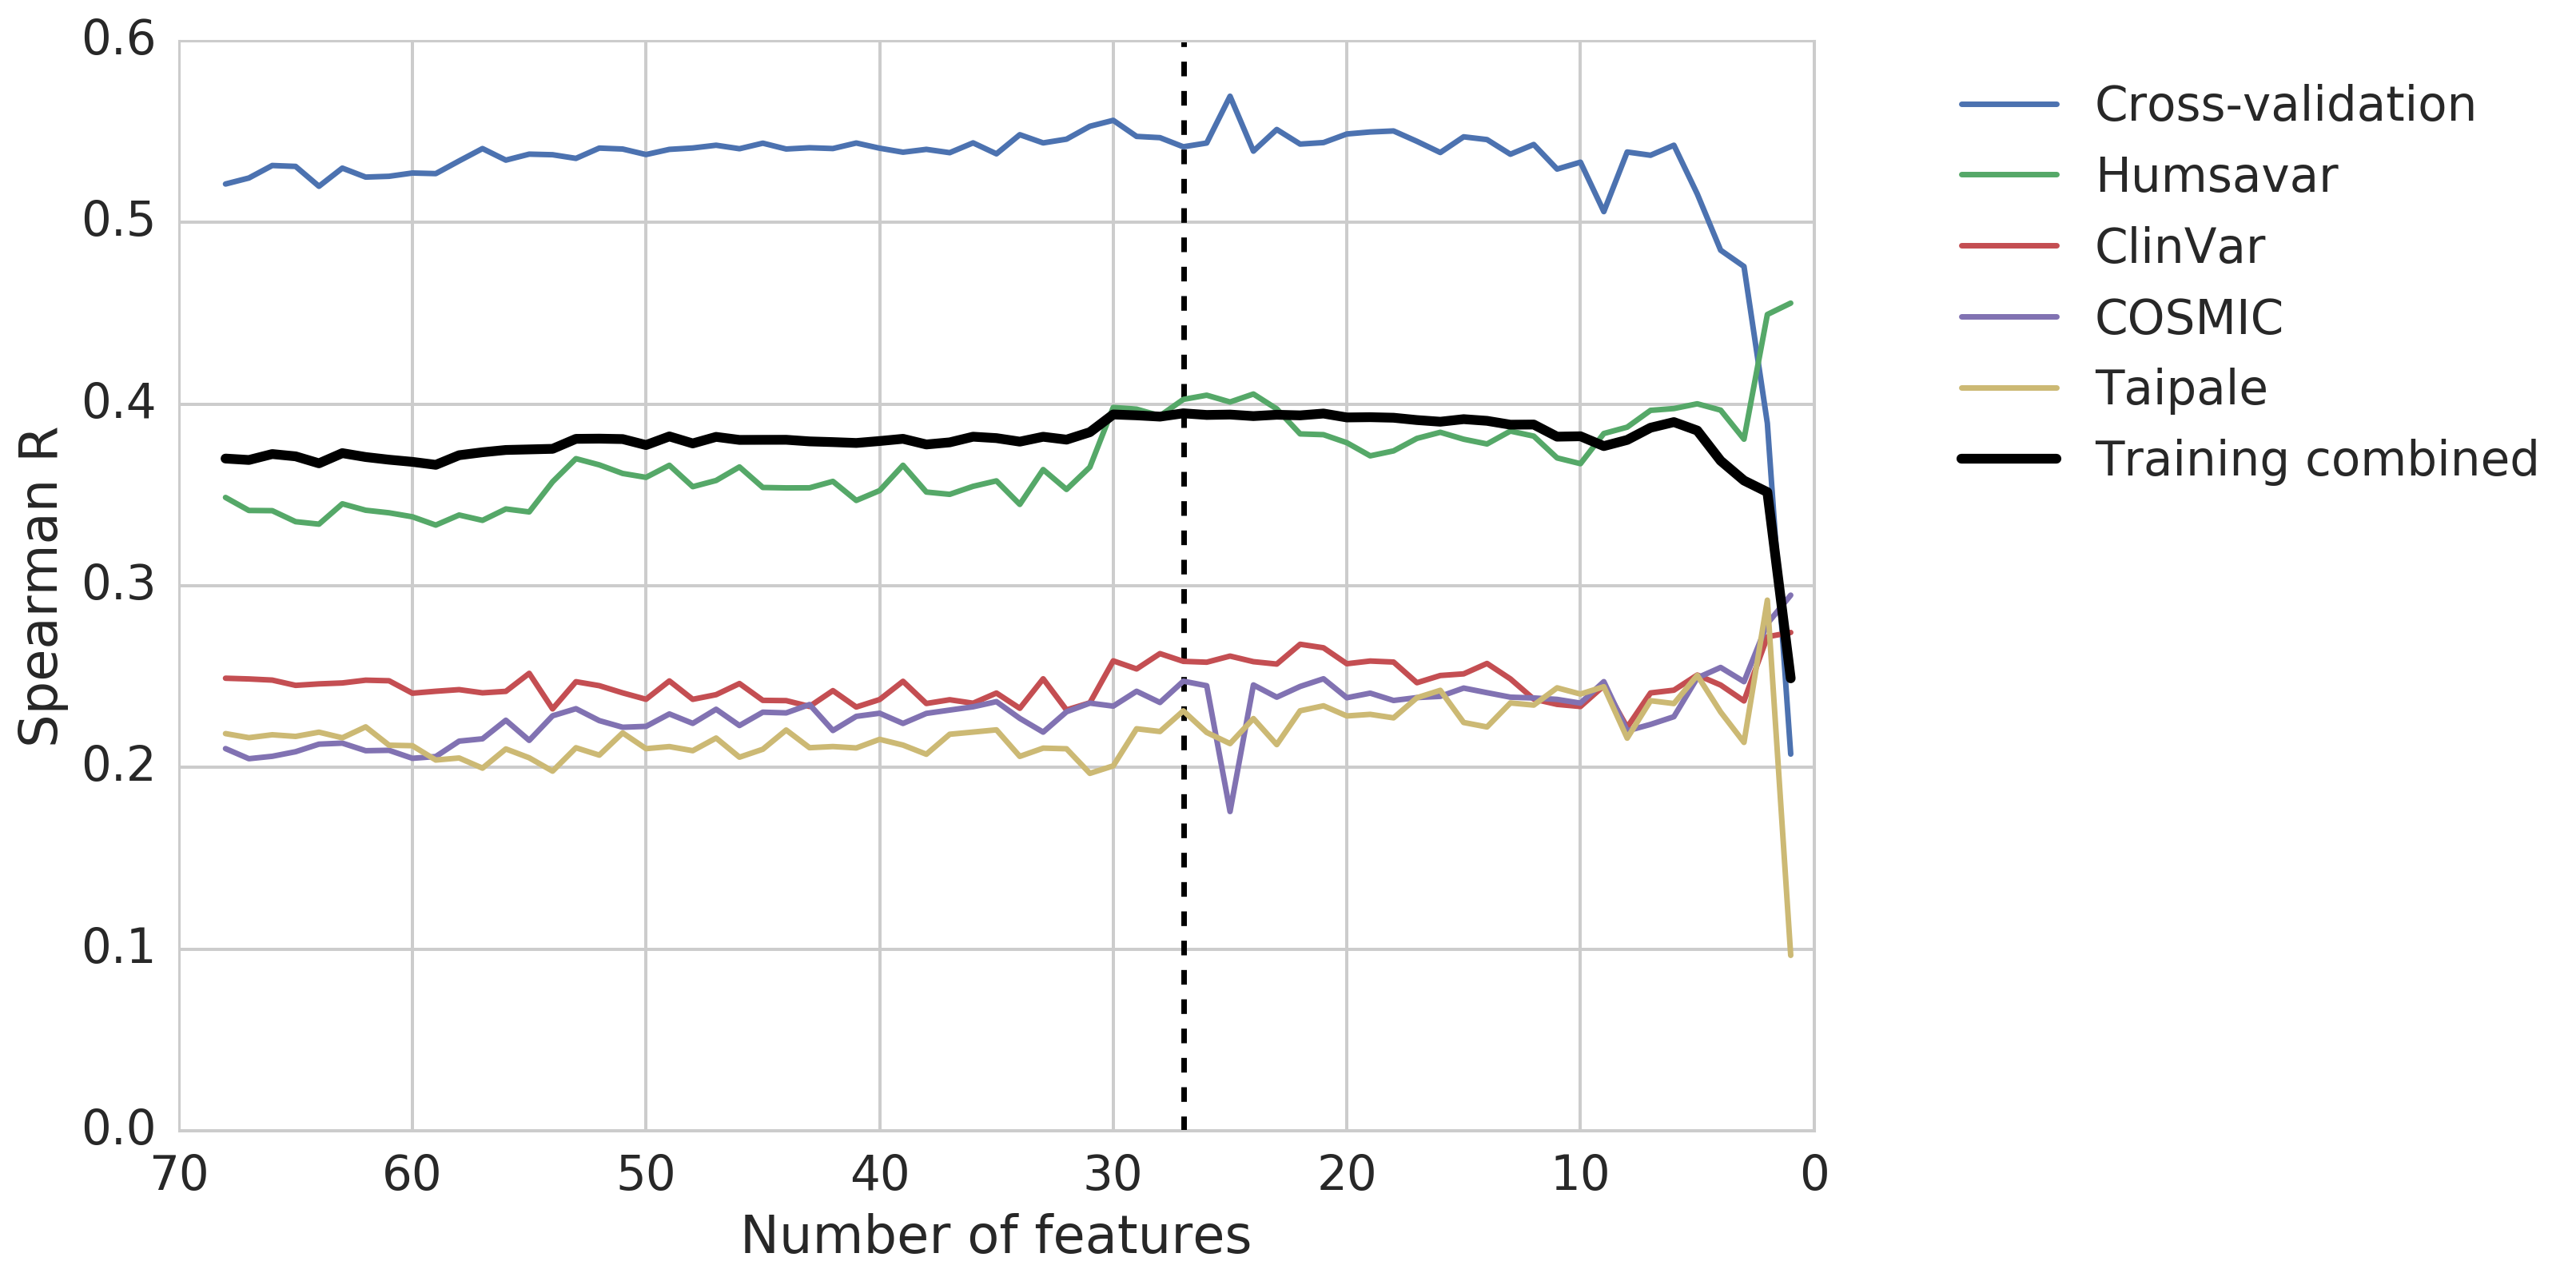 0.6
0.5
0.4
0.3
0.2
0.1
0.0
Spearman R
70 60 50 40 30 20 10 0
Number of features
Cross-validation
Humsavar
ClinVar
COSMIC
Taipale
Training combined